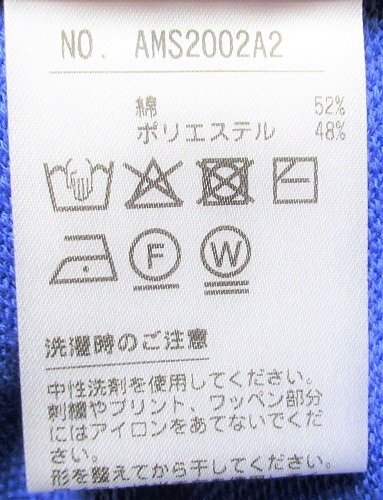 NO. AMS2002A2
綿 52%
ポリエステル 48%
F
W
洗濯時のご注意
中性洗剤を使用してください。
刺繍やプリント、ワッペン部分
にはアイロンをあてないでくだ
さい。
形を整えてから干してください。